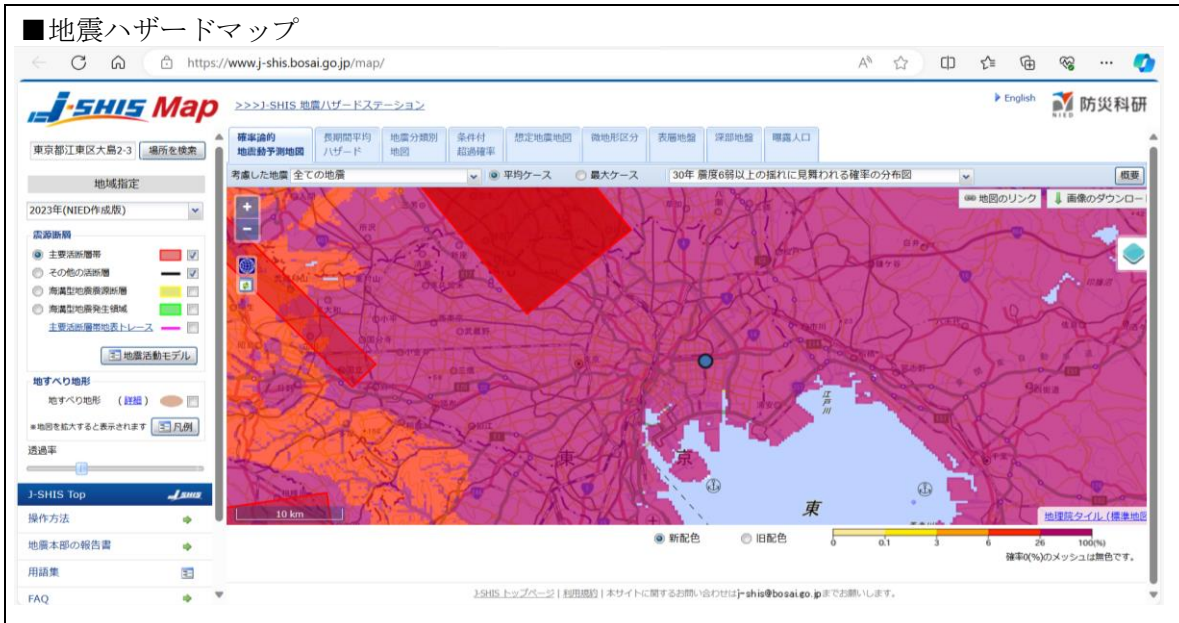 ■地震ハザードマップ
https://www.j-shis.bosai.go.jp/map/
J-SHIS Map
>>>J-SHIS 地震ハザードステーション
English
NIED
防災科研
東京都江東区大島2-3 場所を検索
確率論的
地震動予測地図
長期間平均
ハザード
地震分類別
地図
条件付
超過確率
想定地震地図
微地形区分
表層地盤
深部地盤
曝露人口
考慮した地震 全ての地震 平均ケース 最大ケース 30年 震度6弱以上の揺れに見舞われる確率の分布図 概要
地域指定
2023年(NIED作成版)
地図のリンク 画像のダウンロー
震源断層
主要活断層帯
その他の活断層
海溝型地震震源断層
海溝型地震発生領域
主要活断層帯地表トレース
地震活動モデル
地すべり地形
地すべり地形 (詳細)
※地図を拡大すると表示されます 凡例
透過率
江戸川
東 京
東
10 km
地理院タイル (標準地図
J-SHIS Top J-SHIS
操作方法
地震本部の報告書
用語集
FAQ
新配色 旧配色
0 0.1 3 6 26 100(%)
確率0(%)のメッシュは無色です。
J-SHIS トップページ | 利用規約 | 本サイトに関するお問い合わせはj-shis@bosai.go.jpまでお願いします。